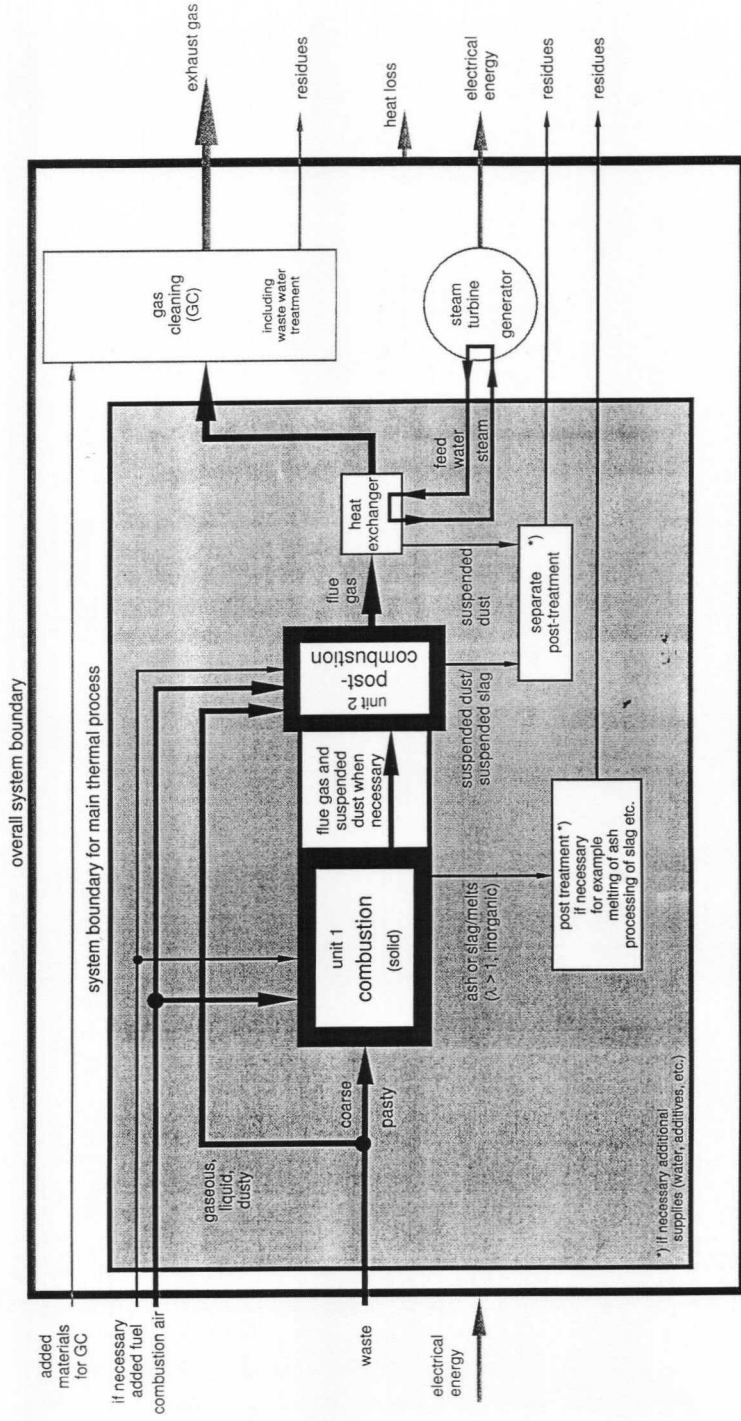 overall system boundary
system boundary for main thermal process
added
materials
for GC
if necessary
added fuel
combustion air
waste
electrical
energy
gaseous,
liquid,
dusty
coarse
pasty
unit 1
combustion
(solid)
flue gas and
suspended
dust when
necessary
unit 2
post-
combustion
flue
gas
heat
exchanger
feed
water
steam
gas
cleaning
(GC)
including
waste water
treatment
steam
turbine
generator
ash or slag/melts
(λ > 1, inorganic)
suspended dust/
suspended slag
suspended
dust
separate *)
post-treatment
post treatment *)
if necessary
for example
melting of ash
processing of slag etc.
*) if necessary additional
supplies (water, additives, etc.)
exhaust gas
residues
heat loss
electrical
energy
residues
residues